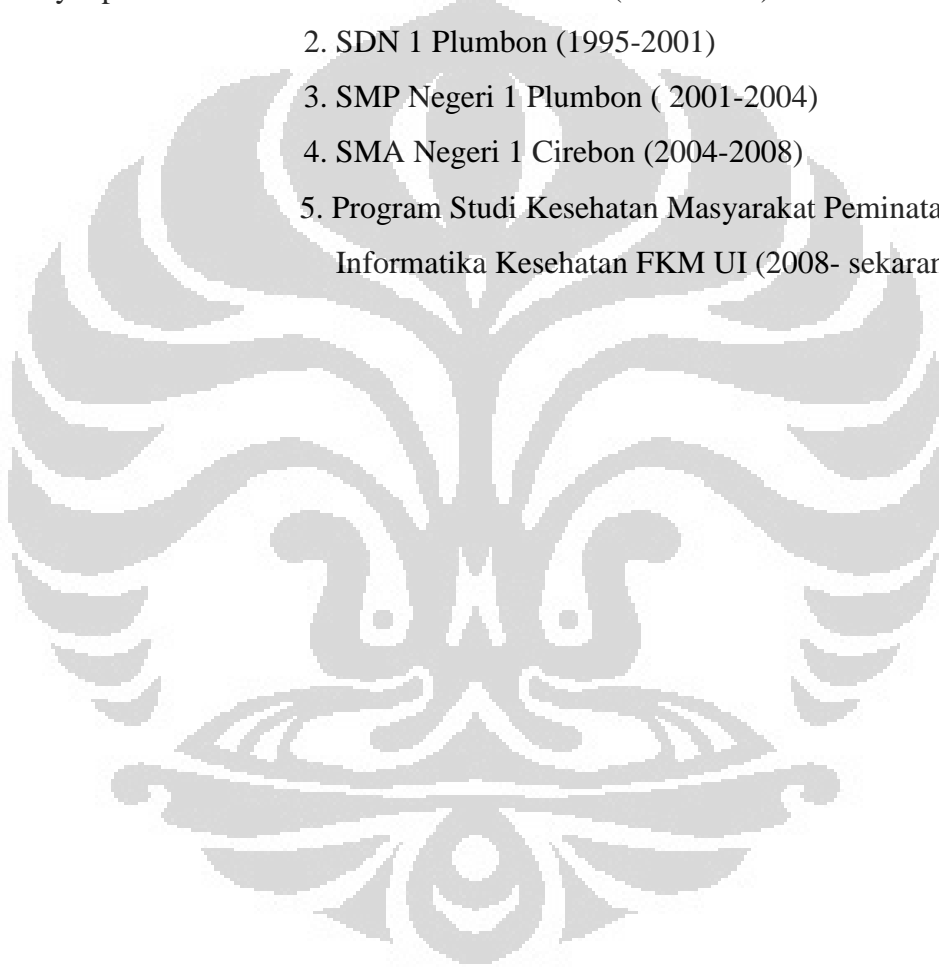 2. SDN 1 Plumbon (1995-2001)
3. SMP Negeri 1 Plumbon ( 2001-2004)
4. SMA Negeri 1 Cirebon (2004-2008)
5. Program Studi Kesehatan Masyarakat
Informatika Kesehatan FKM UI (2008-